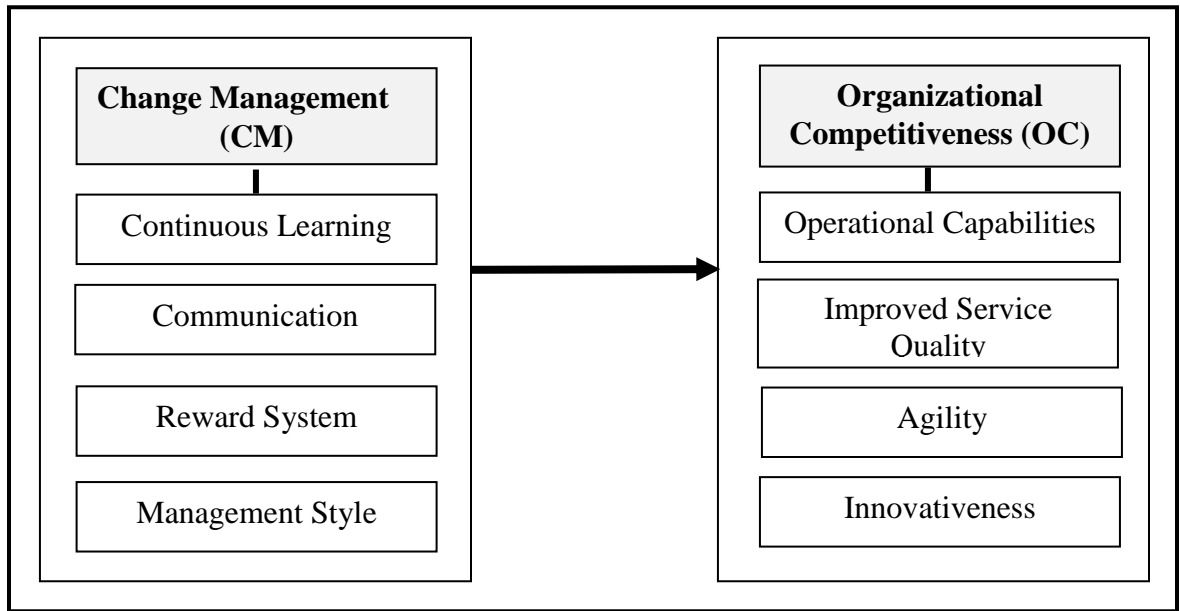 Change Management
(CM)
Continuous Learning
Communication
Reward System
Management Style
Organizational
Competitiveness (OC)
Operational Capabilities
Improved Service
Quality
Agility
Innovativeness